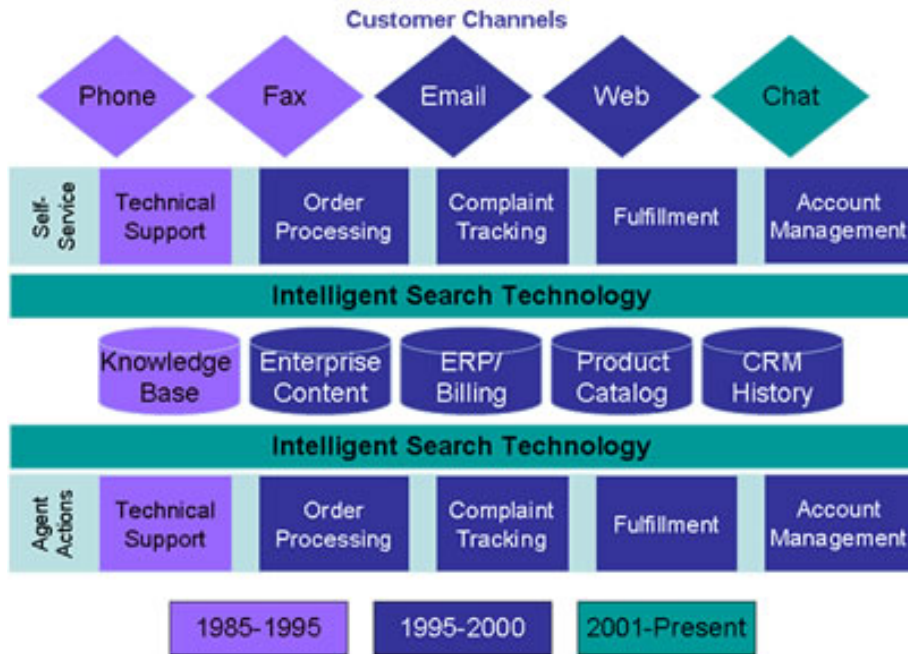 Customer Channels
Phone
Fax
Email
Web
Chat
Self-
Service
Technical
Support
Order
Processing
Complaint
Tracking
Fulfillment
Account
Management
Intelligent Search Technology
Knowledge
Base
Enterprise
Content
ERP/
Billing
Product
Catalog
CRM
History
Intelligent Search Technology
Agent
Actions
Technical
Support
Order
Processing
Complaint
Tracking
Fulfillment
Account
Management
1985-1995
1995-2000
2001-Present